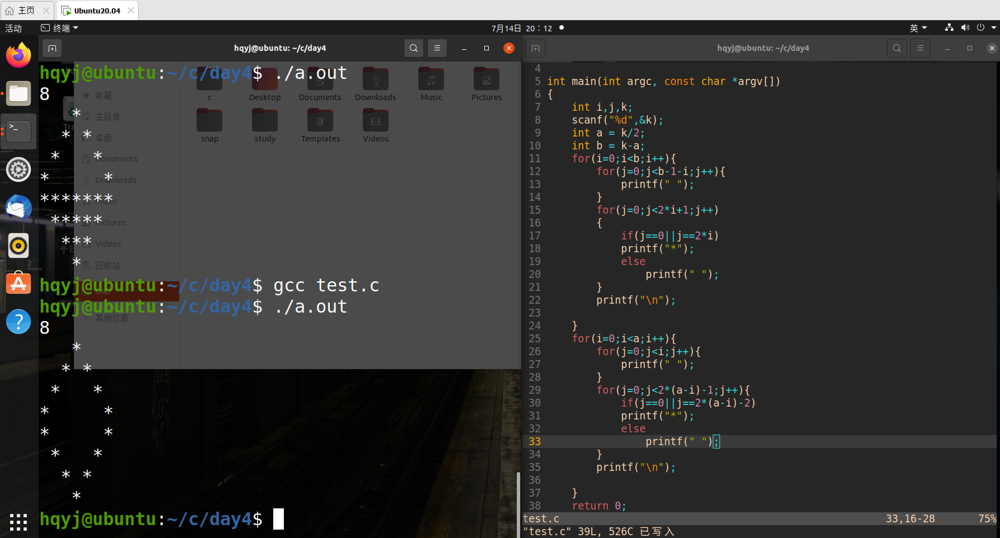 主页
Ubuntu20.04
活动
终端
7月14日 20：12
英
hqyj@ubuntu: ~/c/day4
hqyj@ubuntu:~/c/day4$ ./a.out
8
   *
  * *
 *   *
*     *
*******
 *****
  ***
   *
hqyj@ubuntu:~/c/day4$ gcc test.c
hqyj@ubuntu:~/c/day4$ ./a.out
8
   *
  * *
 *   *
*     *
*     *
 *   *
  * *
   *
hqyj@ubuntu:~/c/day4$
收藏
主目录
桌面
Documents
Downloads
Music
Pictures
Videos
回收站
其他位置
c
Desktop
Documents
Downloads
Music
Pictures
snap
study
Templates
Videos
hqyj@ubuntu: ~/c/day4
4
5 int main(int argc, const char *argv[])
6 {
7     int i,j,k;
8     scanf("%d",&k);
9     int a = k/2;
10     int b = k-a;
11     for(i=0;i<b;i++){
12         for(j=0;j<b-1-i;j++){
13             printf(" ");
14         }
15         for(j=0;j<2*i+1;j++)
16         {
17             if(j==0||j==2*i)
18             printf("*");
19             else
20                 printf(" ");
21         }
22         printf("\n");
23
24     }
25     for(i=0;i<a;i++){
26         for(j=0;j<i;j++){
27             printf(" ");
28         }
29         for(j=0;j<2*(a-i)-1;j++){
30             if(j==0||j==2*(a-i)-2)
31             printf("*");
32             else
33                 printf(" ");
34         }
35         printf("\n");
36
37     }
38     return 0;
test.c 33,16-28 75%
"test.c" 39L, 526C 已写入